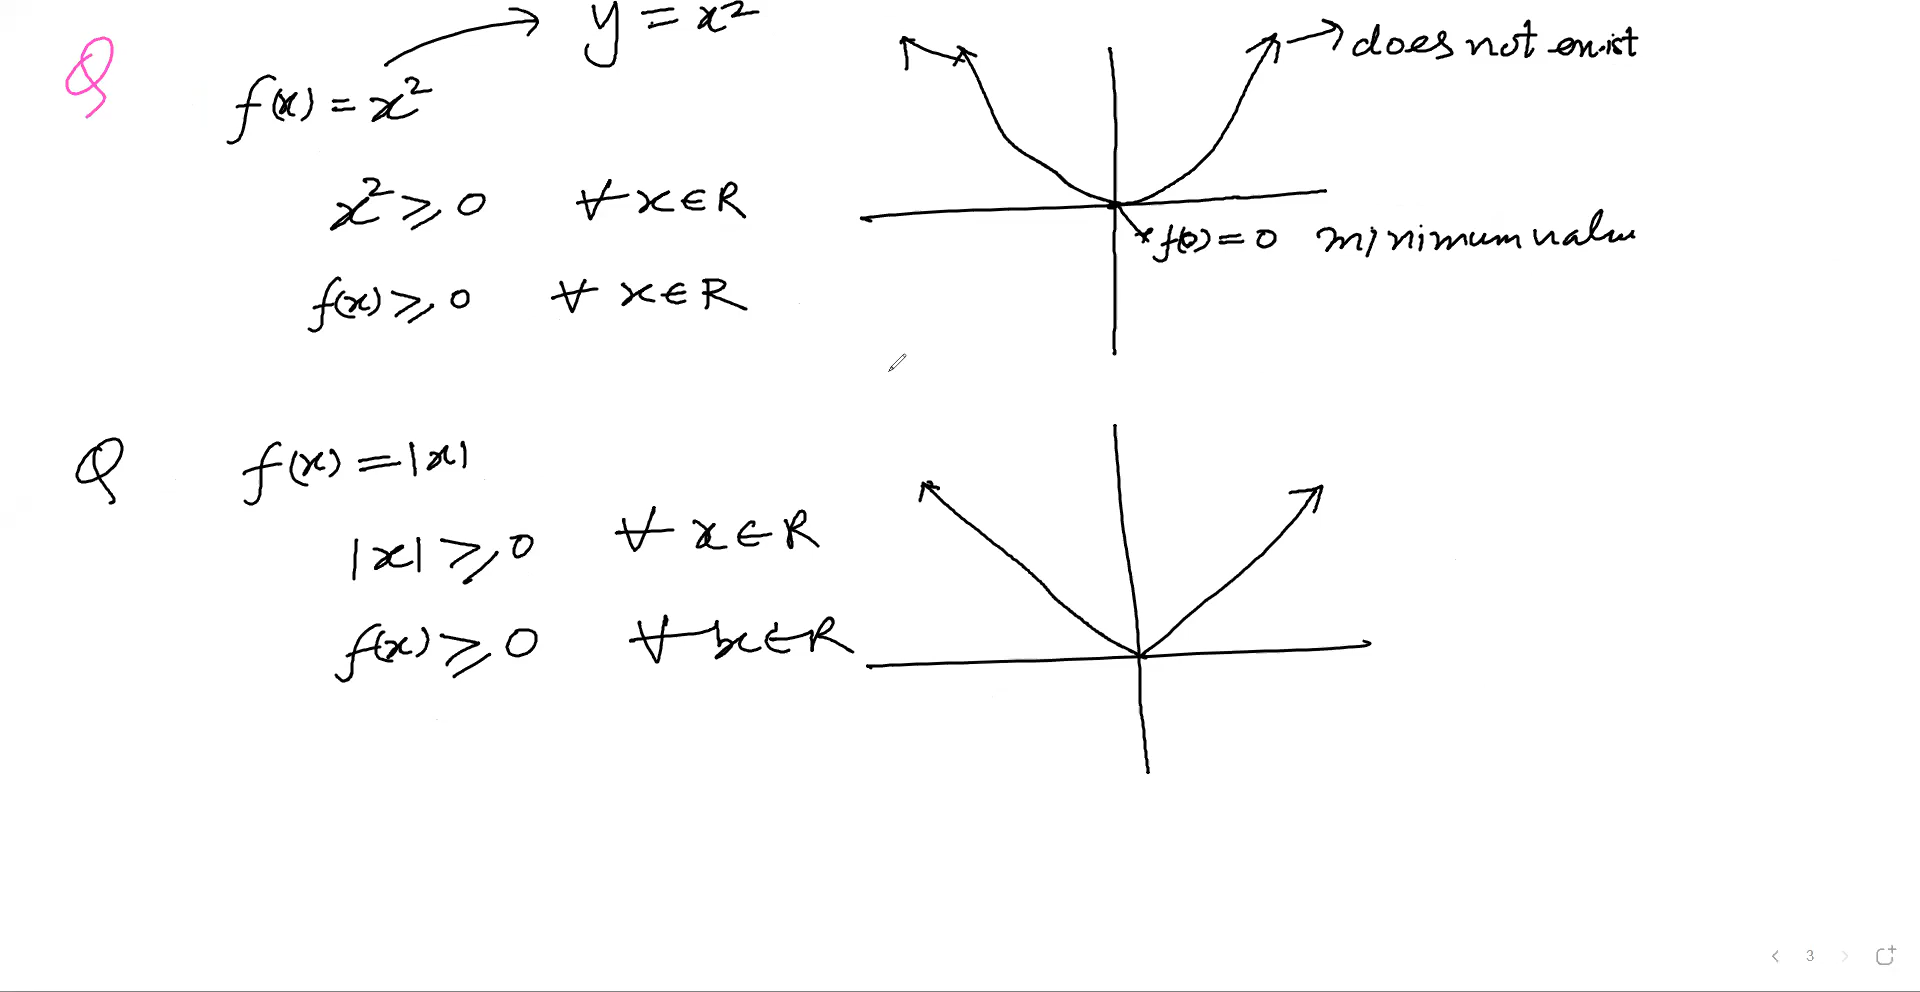 y = x²
Q f(x) = x²
→ does not exist
x² ≥ 0 ∀ x ∈ R
f(0) = 0 minimum value
f(x) ≥ 0 ∀ x ∈ R
Q f(x) = |x|
|x| ≥ 0 ∀ x ∈ R
f(x) ≥ 0 ∀ x ∈ R
3